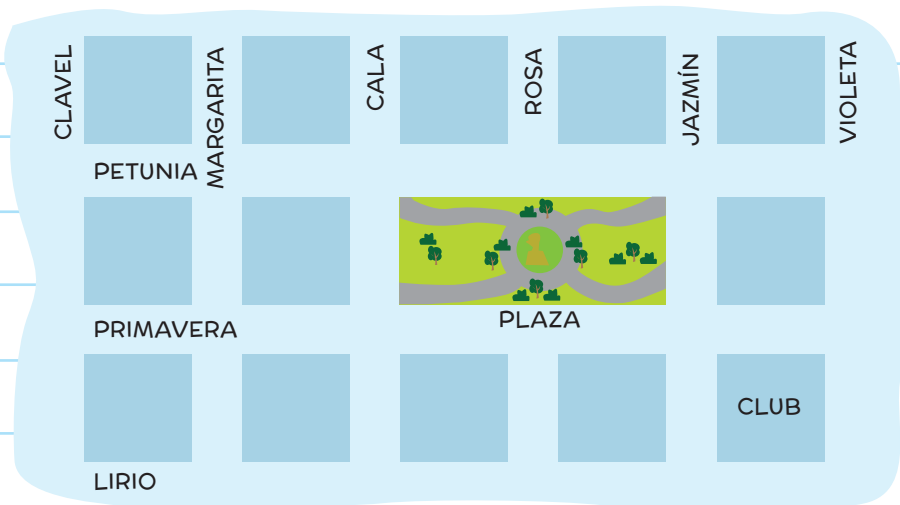 CLAVEL
MARGARITA
CALA
ROSA
JAZMÍN
VIOLETA
PETUNIA
PLAZA
PRIMAVERA
CLUB
LIRIO